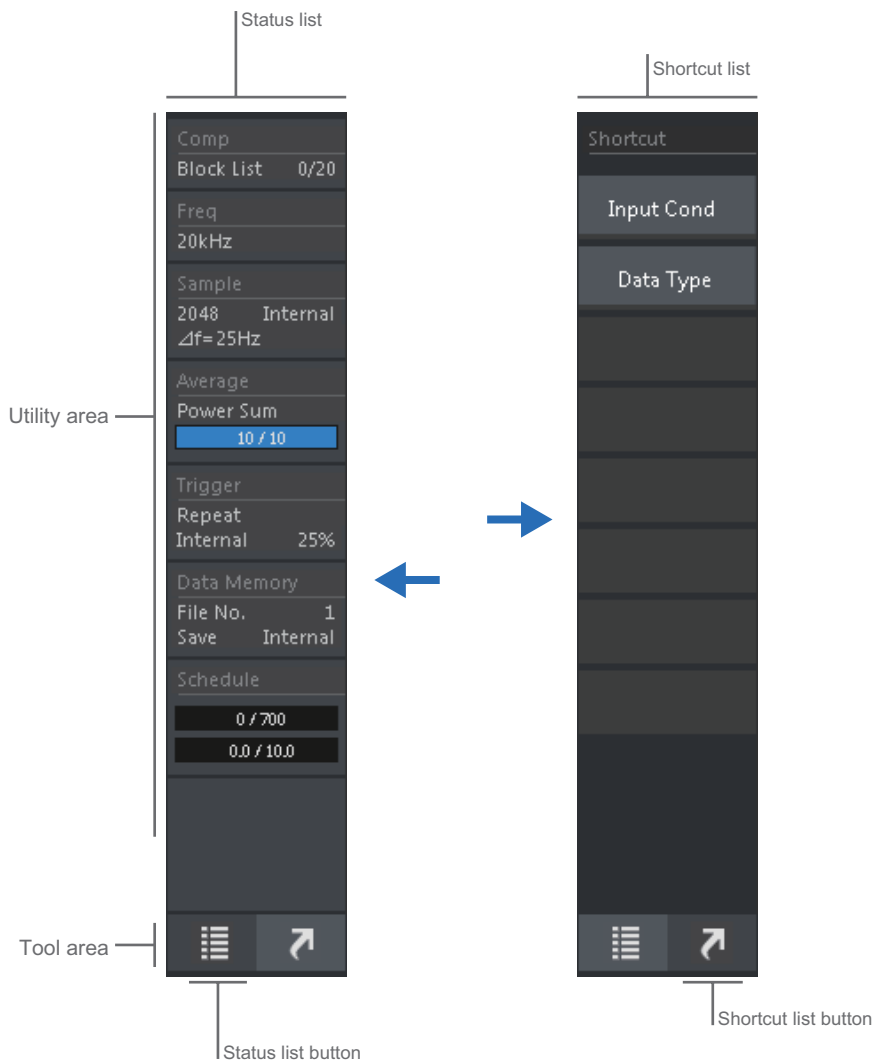 Status list
Shortcut list
Comp
Block List 0/20
Freq
20kHz
Sample
2048 Internal
⊿f=25Hz
Average
Power Sum
10 / 10
Trigger
Repeat
Internal 25%
Data Memory
File No. 1
Save Internal
Schedule
0 / 700
0.0 / 10.0
Utility area
Tool area
Status list button
Shortcut
Input Cond
Data Type
Shortcut list button